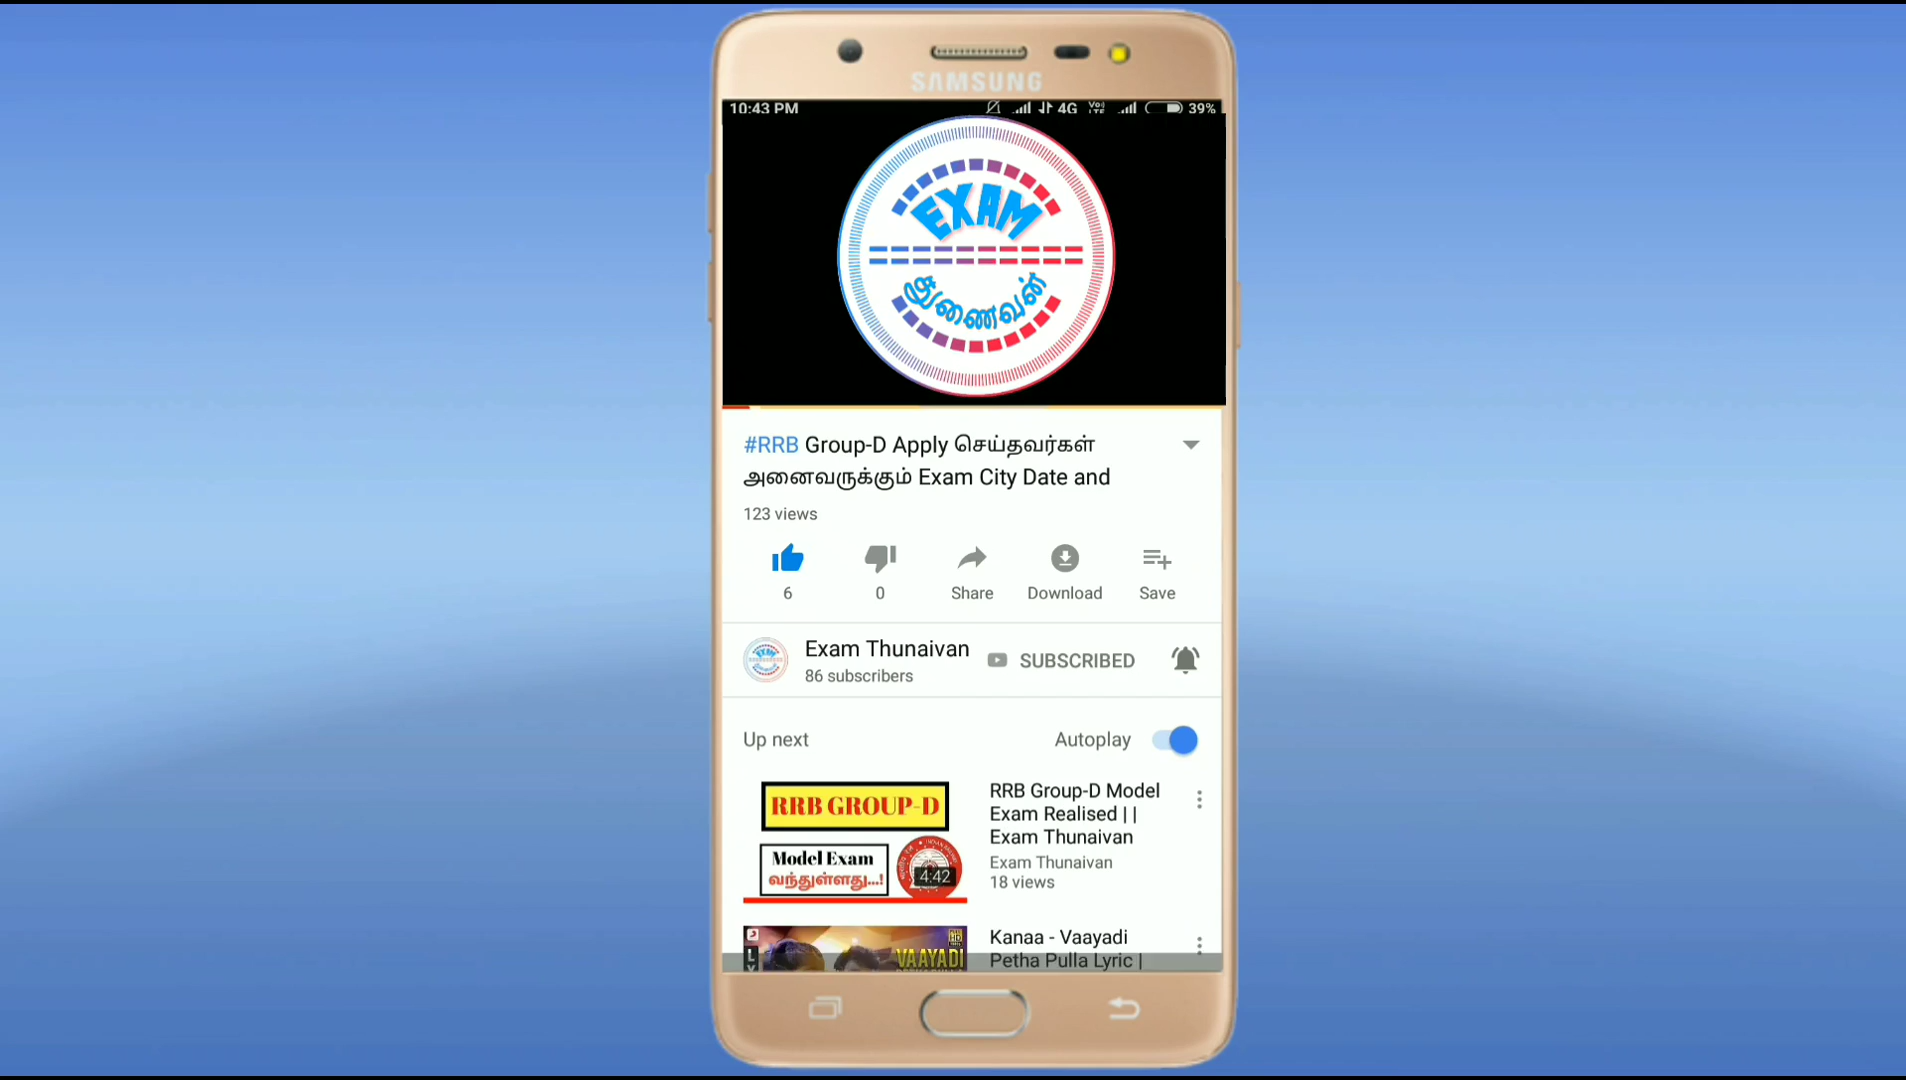 SAMSUNG
10:43 PM
4G VoLTE 39%
EXAM
துணைவன்
#RRB Group-D Apply செய்தவர்கள்
அனைவருக்கும் Exam City Date and
123 views
6
0
Share
Download
Save
Exam Thunaivan
SUBSCRIBED
86 subscribers
Up next
Autoplay
RRB GROUP-D
Model Exam
வந்துள்ளது...!
4:42
RRB Group-D Model
Exam Realised ||
Exam Thunaivan
Exam Thunaivan
18 views
VAAYADI
Kanaa - Vaayadi
Petha Pulla Lyric |